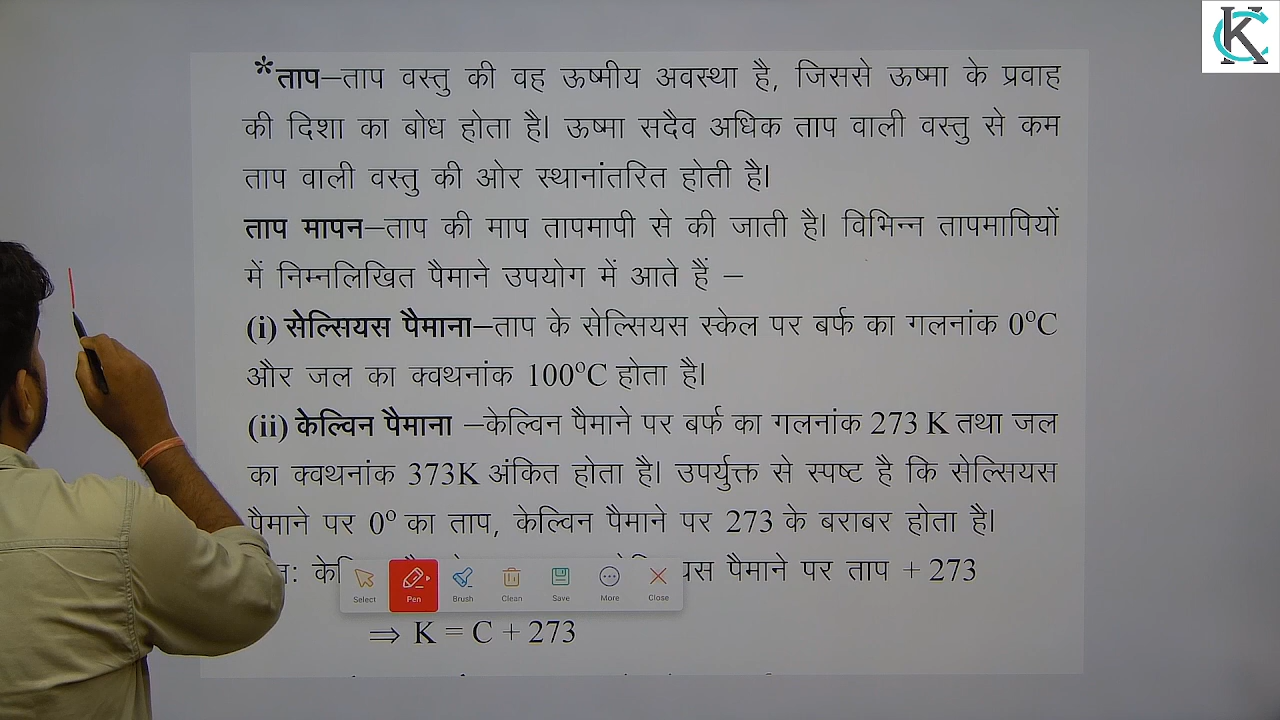 *ताप–ताप वस्तु की वह ऊष्मीय अवस्था है, जिससे ऊष्मा के प्रवाह
की दिशा का बोध होता है। ऊष्मा सदैव अधिक ताप वाली वस्तु से कम
ताप वाली वस्तु की ओर स्थानांतरित होती है।
ताप मापन–ताप की माप तापमापी से की जाती है। विभिन्न तापमापियों
में निम्नलिखित पैमाने उपयोग में आते हैं –
(i) सेल्सियस पैमाना–ताप के सेल्सियस स्केल पर बर्फ का गलनांक 0°C
और जल का क्वथनांक 100°C होता है।
(ii) केल्विन पैमाना –केल्विन पैमाने पर बर्फ का गलनांक 273 K तथा जल
का क्वथनांक 373K अंकित होता है। उपर्युक्त से स्पष्ट है कि सेल्सियस
पैमाने पर 0° का ताप, केल्विन पैमाने पर 273 के बराबर होता है।
पैमाने पर ताप + 273
Select Pen Brush Clean Save More Close
⇒ K = C + 273
KC